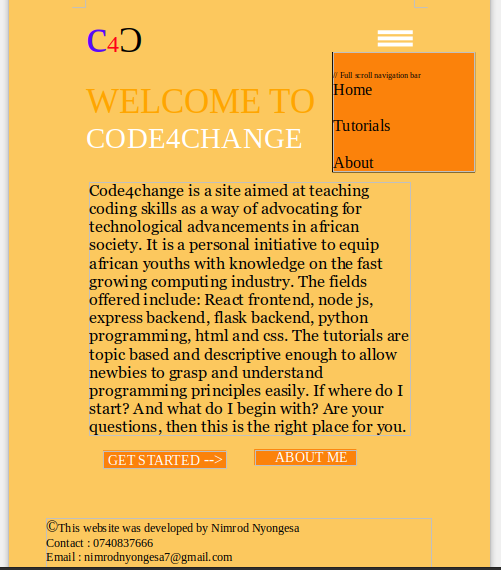 C4Ɔ
// Full scroll navigation bar
Home
Tutorials
About
WELCOME TO
CODE4CHANGE
Code4change is a site aimed at teaching
coding skills as a way of advocating for
technological advancements in african
society. It is a personal initiative to equip
african youths with knowledge on the fast
growing computing industry. The fields
offered include: React frontend, node js,
express backend, flask backend, python
programming, html and css. The tutorials are
topic based and descriptive enough to allow
newbies to grasp and understand
programming principles easily. If where do I
start? And what do I begin with? Are your
questions, then this is the right place for you.
GET STARTED -->
ABOUT ME
©This website was developed by Nimrod Nyongesa
Contact : 0740837666
Email : nimrodnyongesa7@gmail.com